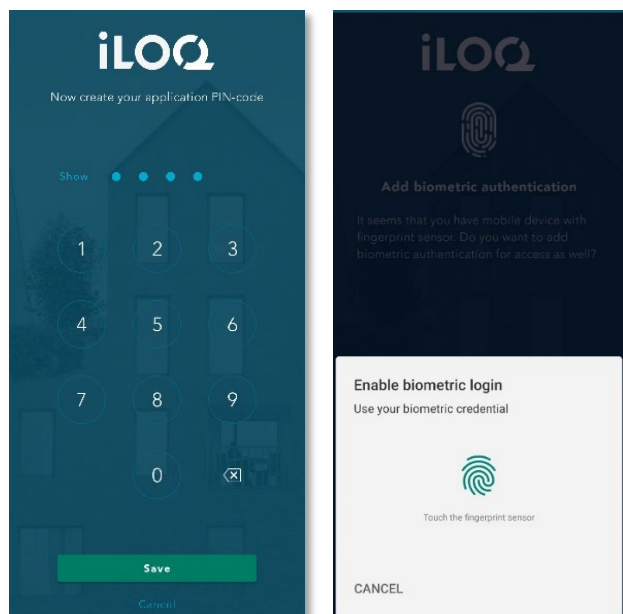 iLOQ
Now create your application PIN-code
Show
1 2 3
4 5 6
7 8 9
0
Save
Cancel
iLOQ
Add biometric authentication
It seems that you have mobile device with
fingerprint sensor. Do you want to add
biometric authentication for access as well?
Enable biometric login
Use your biometric credential
Touch the fingerprint sensor
CANCEL